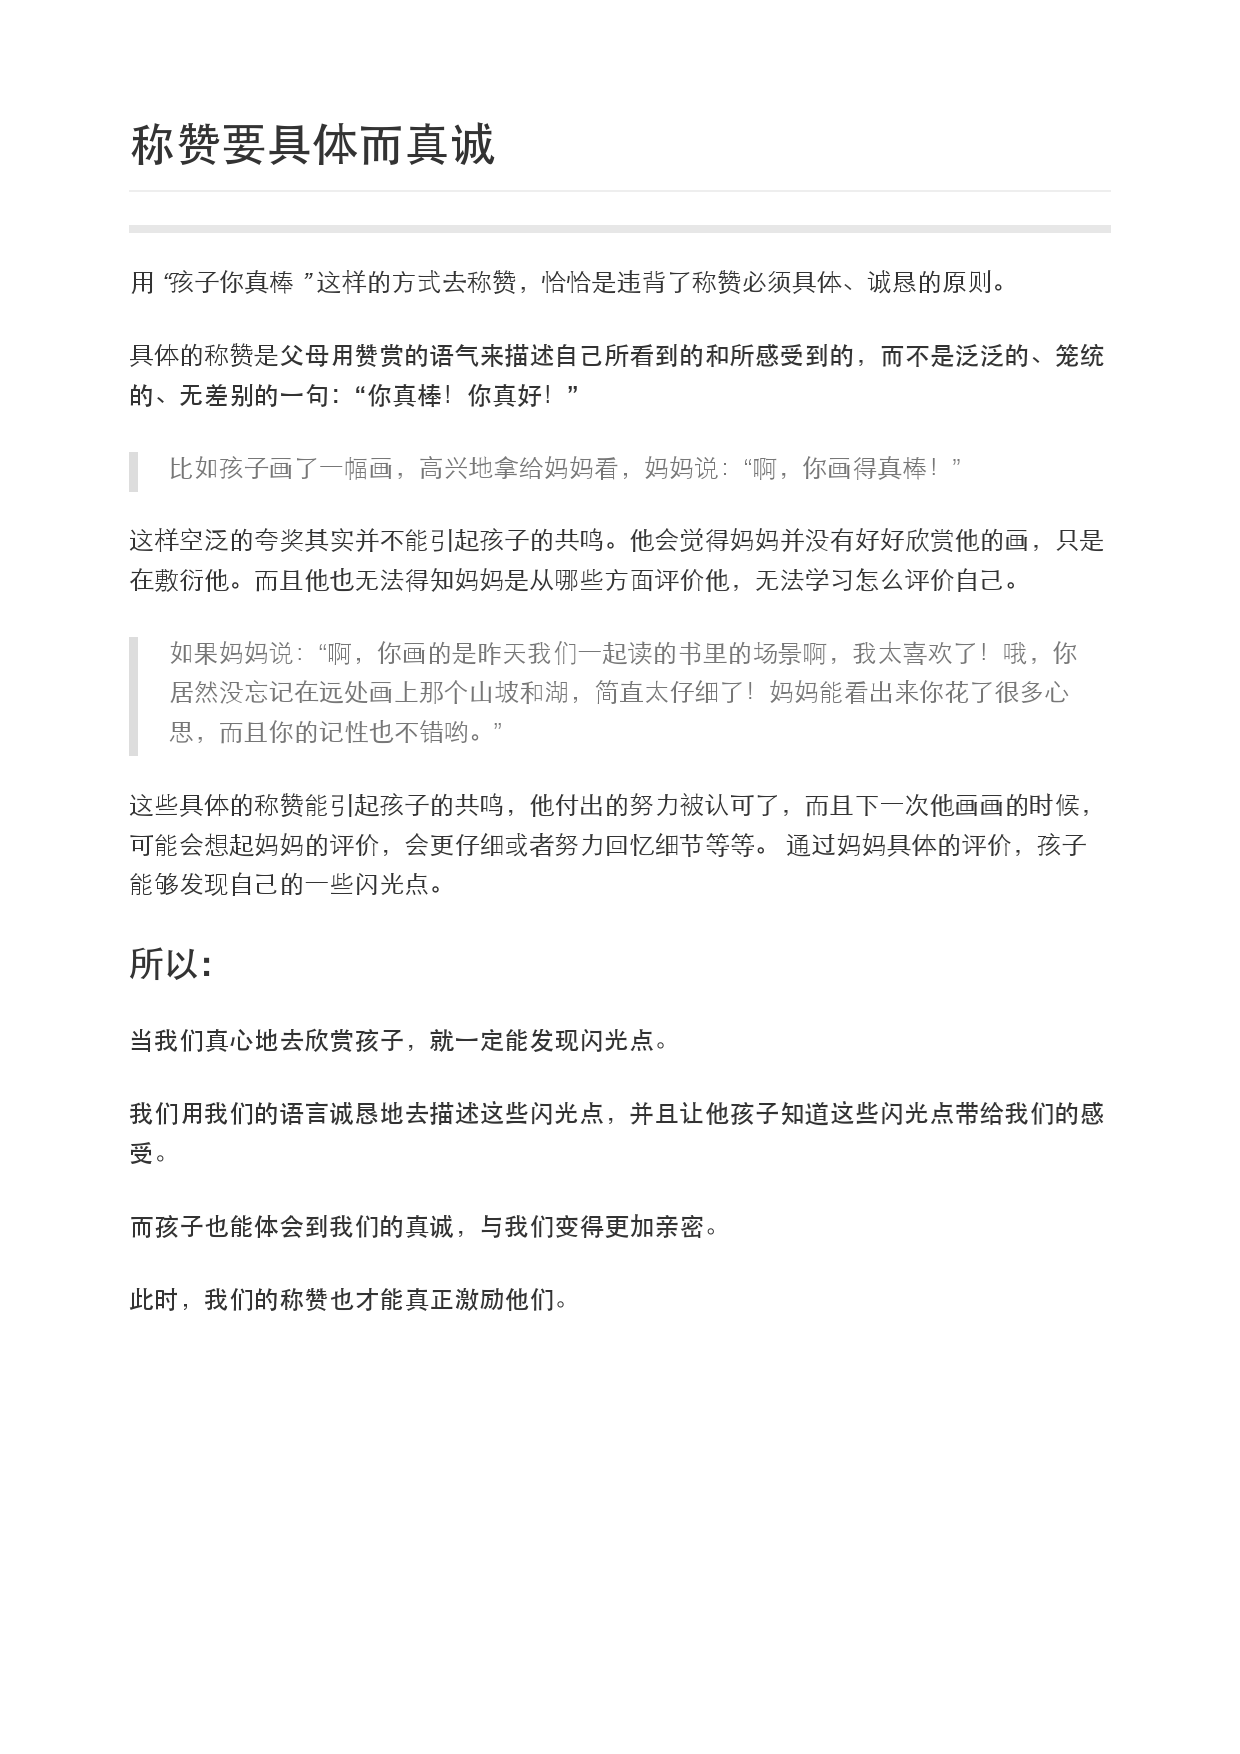 称赞要具体而真诚
用 “孩子你真棒 ” 这样的方式去称赞，恰恰是违背了称赞必须具体、诚恳的原则。
具体的称赞是父母用赞赏的语气来描述自己所看到的和所感受到的，而不是泛泛的、笼统
的、无差别的一句：“你真棒！你真好！”
比如孩子画了一幅画，高兴地拿给妈妈看，妈妈说：“啊，你画得真棒！”
这样空泛的夸奖其实并不能引起孩子的共鸣。他会觉得妈妈并没有好好欣赏他的画，只是
在敷衍他。而且他也无法得知妈妈是从哪些方面评价他，无法学习怎么评价自己。
如果妈妈说：“啊，你画的是昨天我们一起读的书里的场景啊，我太喜欢了！哦，你
居然没忘记在远处画上那个山坡和湖，简直太仔细了！妈妈能看出来你花了很多心
思，而且你的记性也不错哟。”
这些具体的称赞能引起孩子的共鸣，他付出的努力被认可了，而且下一次他画画的时候，
可能会想起妈妈的评价，会更仔细或者努力回忆细节等等。 通过妈妈具体的评价，孩子
能够发现自己的一些闪光点。
所以：
当我们真心地去欣赏孩子，就一定能发现闪光点。
我们用我们的语言诚恳地去描述这些闪光点，并且让他孩子知道这些闪光点带给我们的感
受。
而孩子也能体会到我们的真诚，与我们变得更加亲密。
此时，我们的称赞也才能真正激励他们。